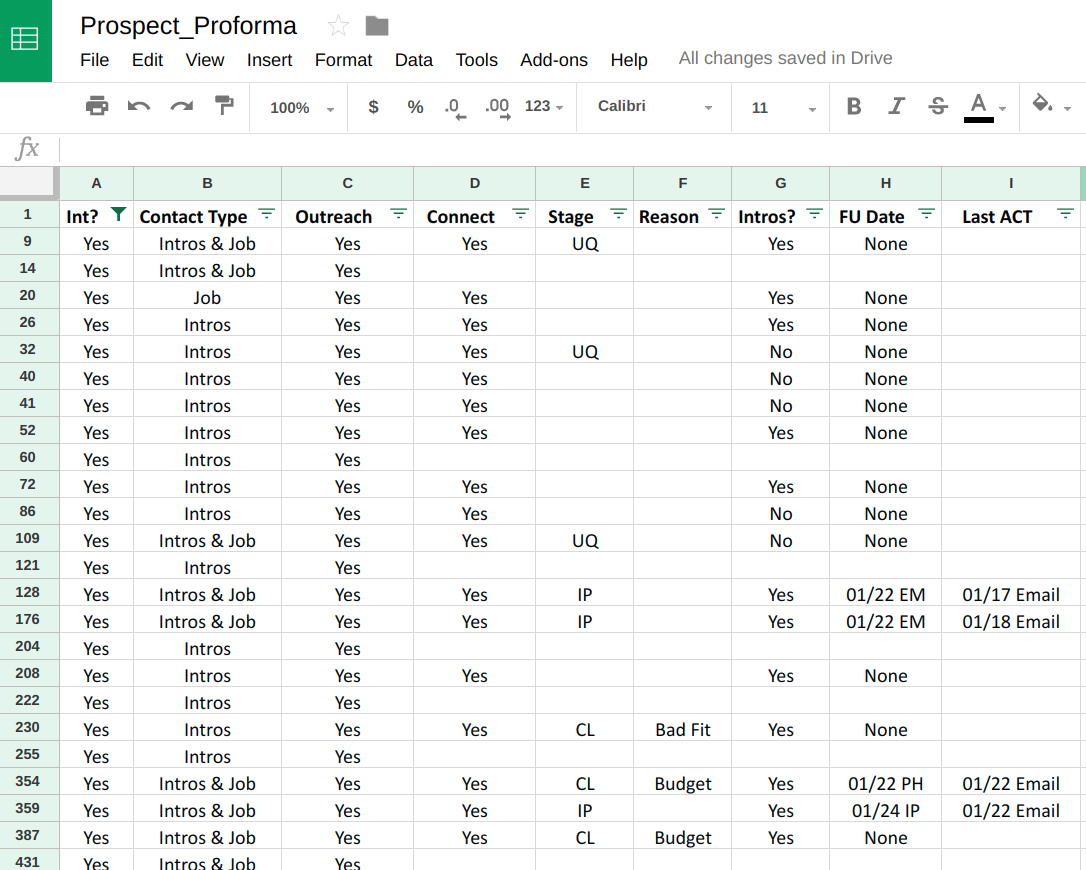 Prospect_Proforma
File Edit View Insert Format Data Tools Add-ons Help All changes saved in Drive
100% $ % .0 .00 123 Calibri 11 B I S A
fx
A B C D E F G H I
1 Int? Contact Type Outreach Connect Stage Reason Intros? FU Date Last ACT
9 Yes Intros & Job Yes Yes UQ Yes None
14 Yes Intros & Job Yes
20 Yes Job Yes Yes Yes None
26 Yes Intros Yes Yes Yes None
32 Yes Intros Yes Yes UQ No None
40 Yes Intros Yes Yes No None
41 Yes Intros Yes Yes No None
52 Yes Intros Yes Yes Yes None
60 Yes Intros Yes
72 Yes Intros Yes Yes Yes None
86 Yes Intros Yes Yes No None
109 Yes Intros & Job Yes Yes UQ No None
121 Yes Intros Yes
128 Yes Intros & Job Yes Yes IP Yes 01/22 EM 01/17 Email
176 Yes Intros & Job Yes Yes IP Yes 01/22 EM 01/18 Email
204 Yes Intros Yes
208 Yes Intros Yes Yes Yes None
222 Yes Intros Yes
230 Yes Intros Yes Yes CL Bad Fit Yes None
255 Yes Intros Yes
354 Yes Intros & Job Yes Yes CL Budget Yes 01/22 PH 01/22 Email
359 Yes Intros & Job Yes Yes IP Yes 01/24 IP 01/22 Email
387 Yes Intros & Job Yes Yes CL Budget Yes None
431 Yes Intros & Job Yes